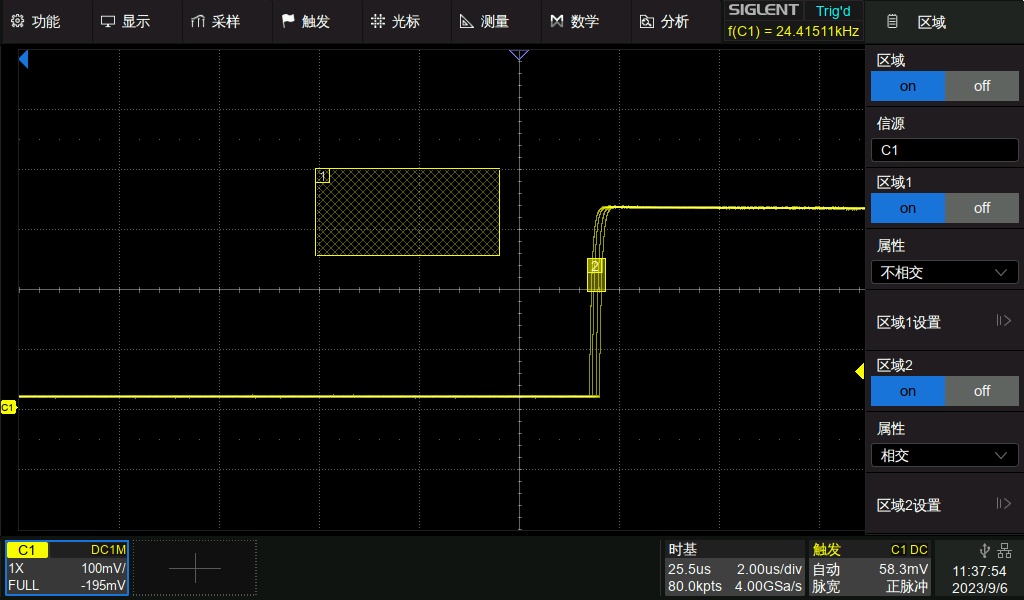 功能 显示 采样 触发 光标 测量 数学 分析
SIGLENT Trig'd
f(C1) = 24.41511kHz
区域
区域
on off
信源
C1
区域1
on off
属性
不相交
区域1设置
区域2
on off
属性
相交
区域2设置
1
2
C1
C1 DC1M
1X 100mV/
FULL -195mV
时基
25.5us 2.00us/div
80.0kpts 4.00GSa/s
触发 C1 DC
自动 58.3mV
脉宽 正脉冲
11:37:54
2023/9/6